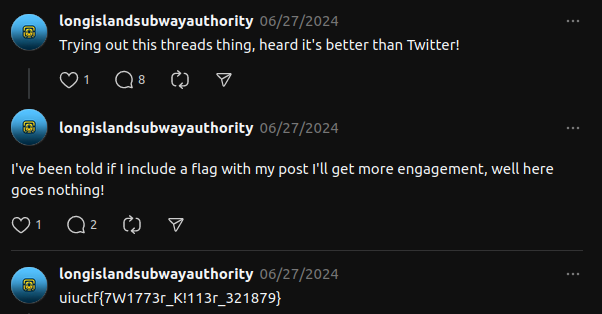 longislandsubwayauthority 06/27/2024
Trying out this threads thing, heard it's better than Twitter!
1 8
longislandsubwayauthority 06/27/2024
I've been told if I include a flag with my post I'll get more engagement, well here
goes nothing!
1 2
longislandsubwayauthority 06/27/2024
uiuctf{7W1773r_K!113r_321879}